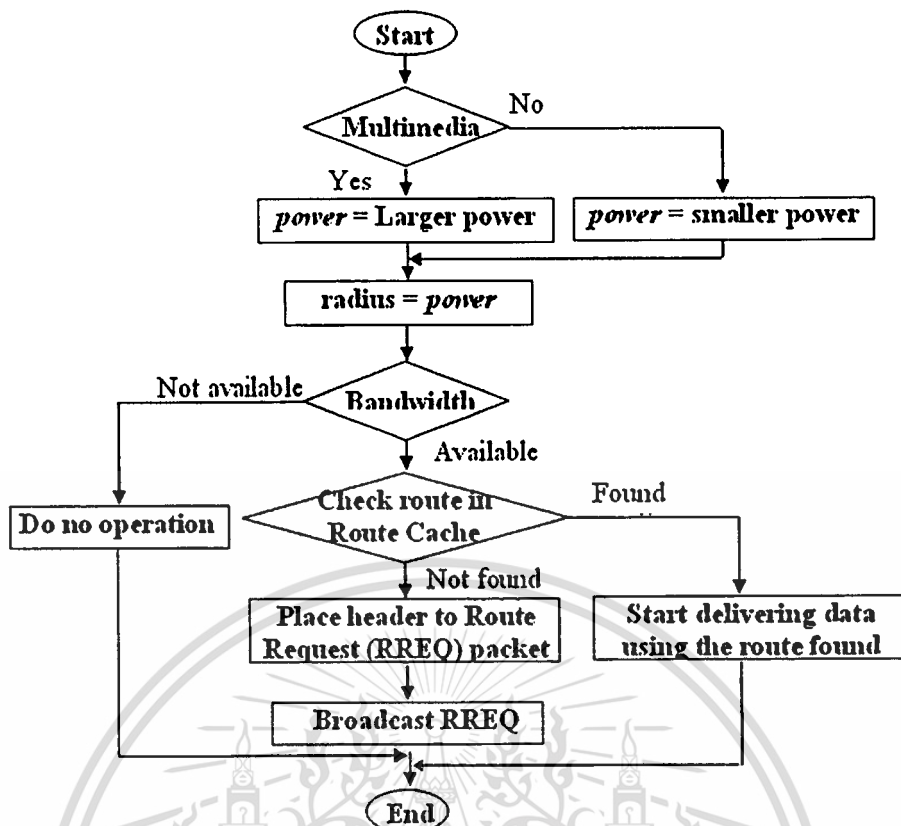 Start
No
Multimedia
Yes
power = Larger power
power = smaller power
radius = power
Not available
Bandwidth
Available
Check route in
Route Cache
Found
Do no operation
Not found
Place header to Route
Request (RREQ) packet
Start delivering data
using the route found
Broadcast RREQ
End